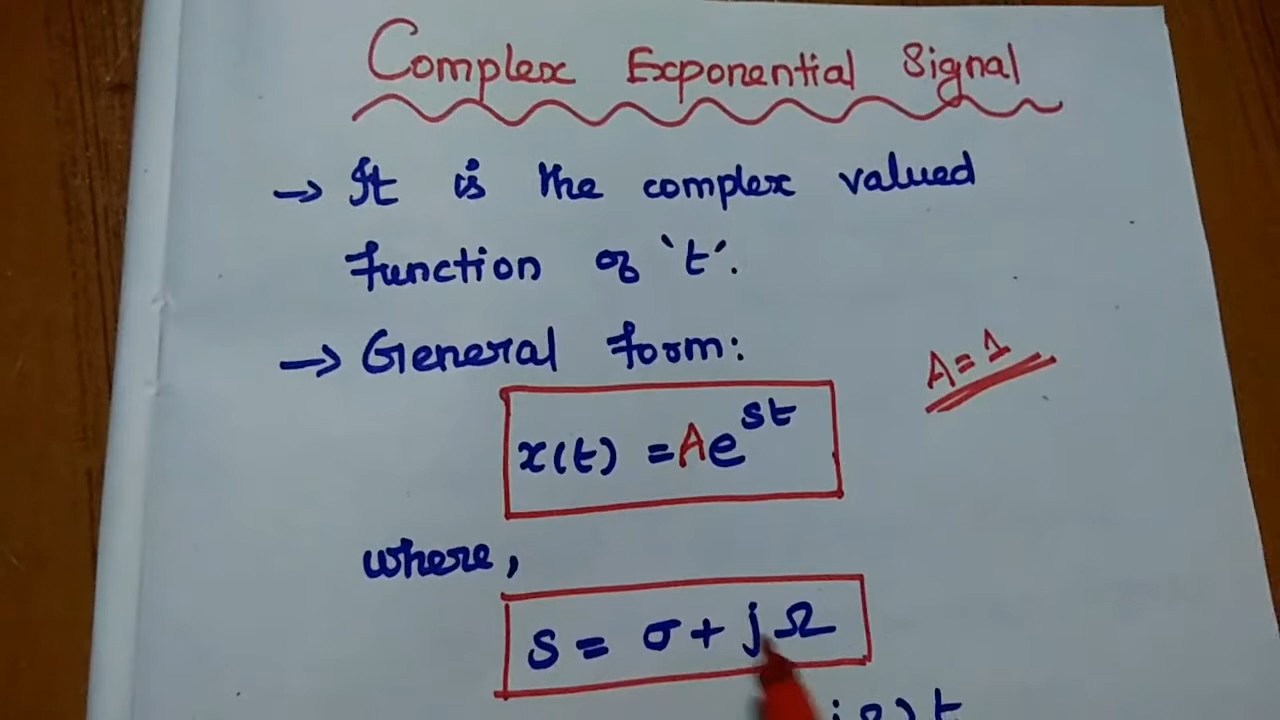 Complex Exponential Signal
→ It is the complex valued
function of 't'.
→ General form:
A=1
x(t) = Ae^st
where,
s = σ + jΩ